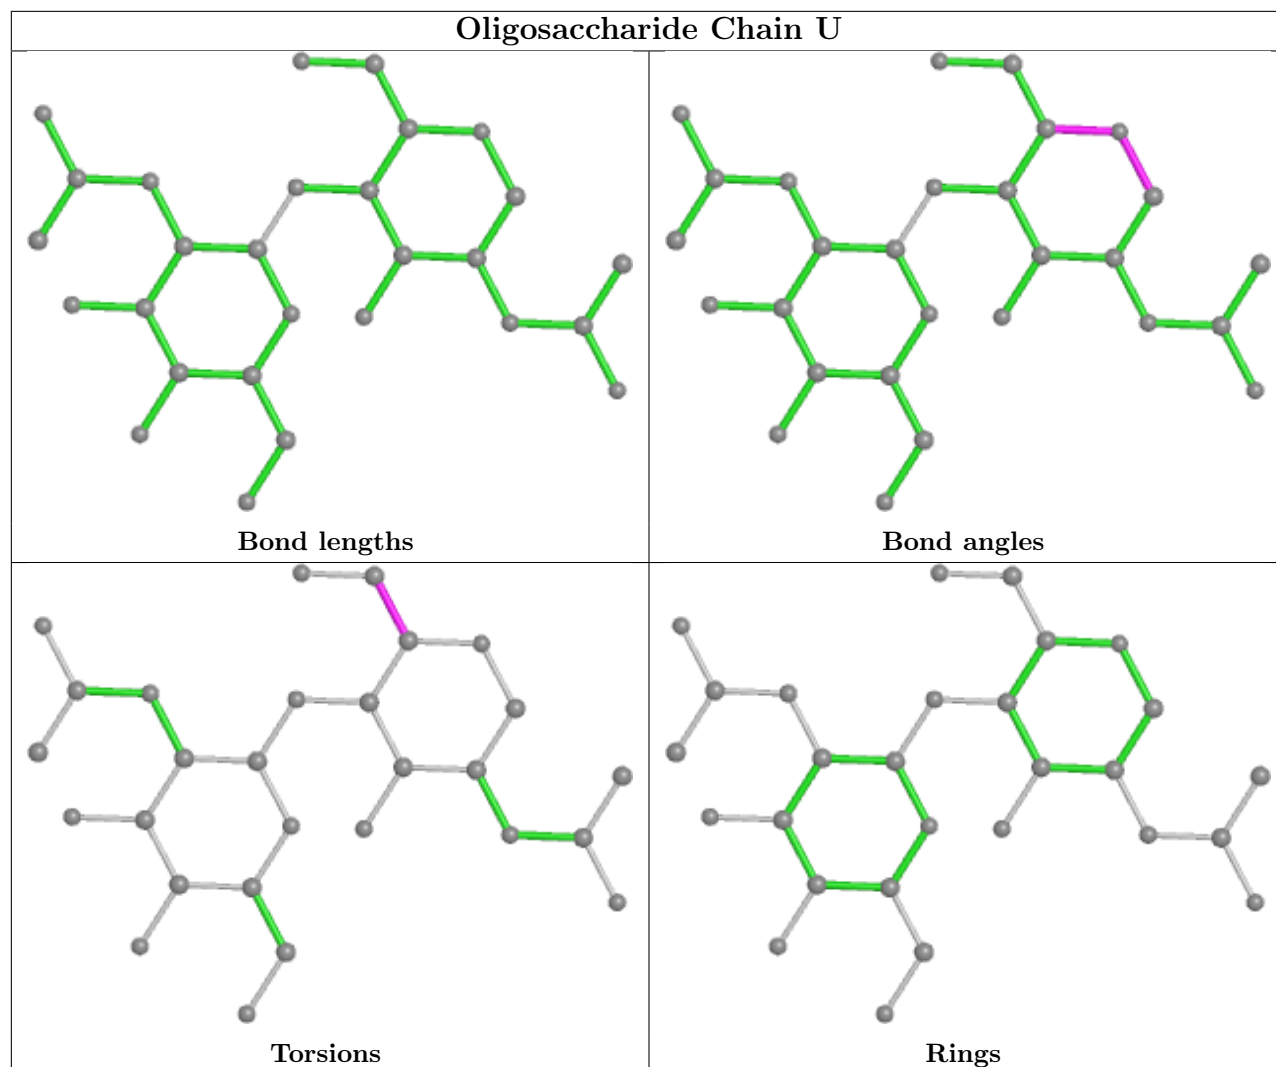 Oligosaccharide Chain U
Bond lengths
Bond angles
Torsions
Rings